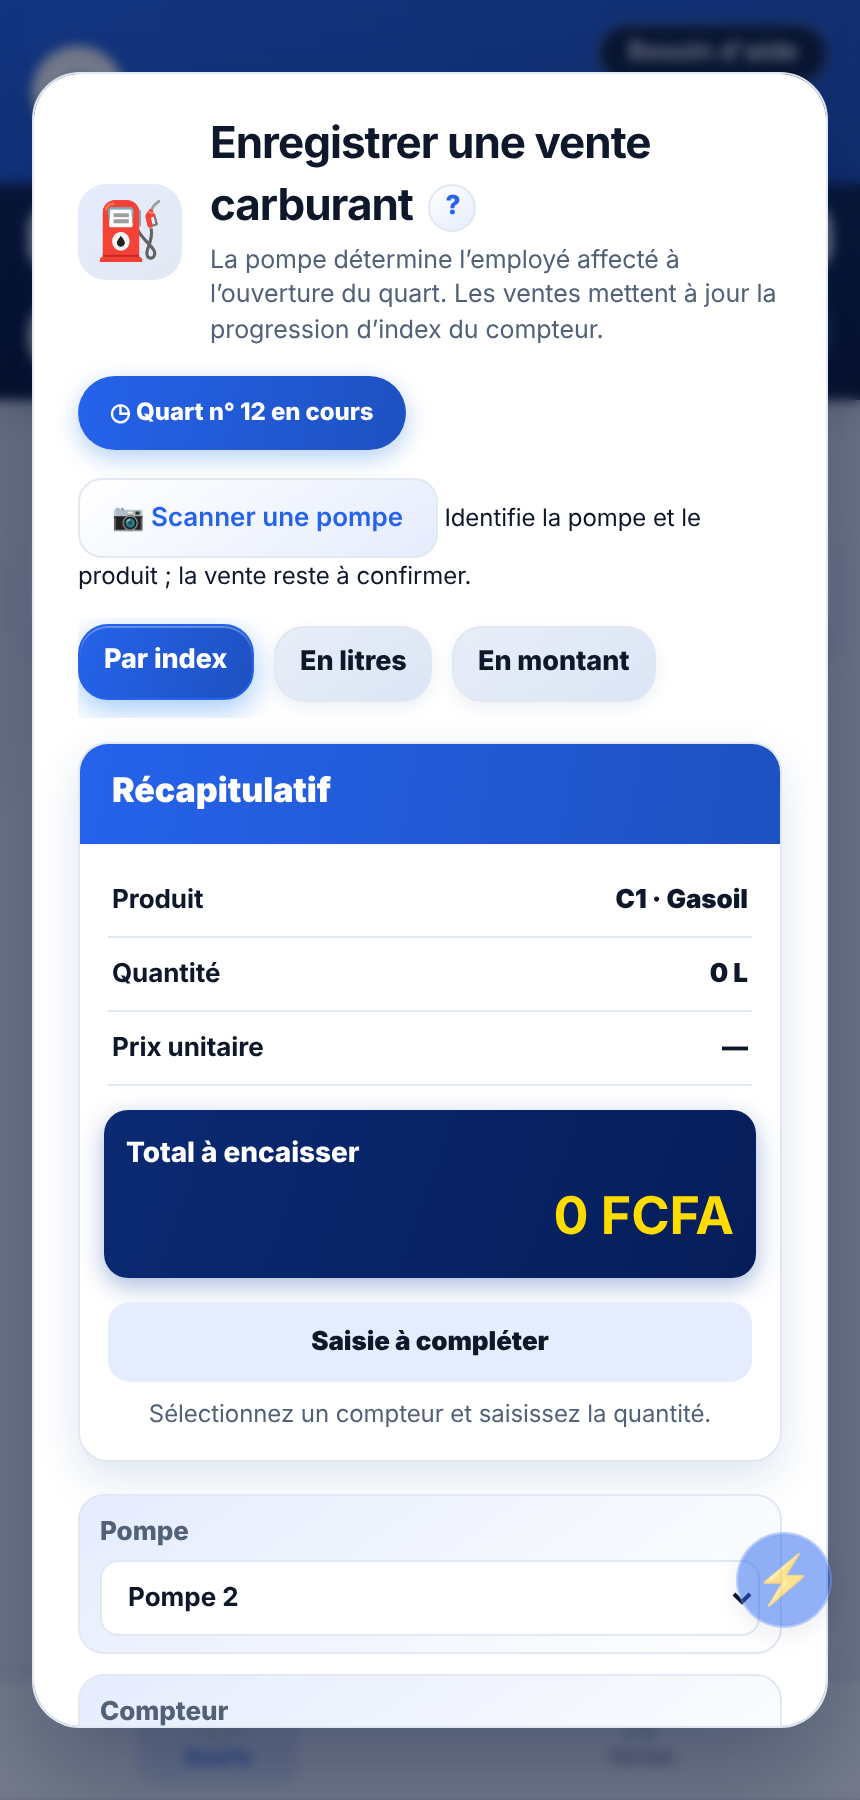 Besoin d'aide
Enregistrer une vente
carburant ?
La pompe détermine l’employé affecté à
l’ouverture du quart. Les ventes mettent à jour la
progression d’index du compteur.
Quart n° 12 en cours
Scanner une pompe Identifie la pompe et le
produit ; la vente reste à confirmer.
Par index En litres En montant
Récapitulatif
Produit C1 · Gasoil
Quantité 0 L
Prix unitaire —
Total à encaisser
0 FCFA
Saisie à compléter
Sélectionnez un compteur et saisissez la quantité.
Pompe
Pompe 2
Compteur